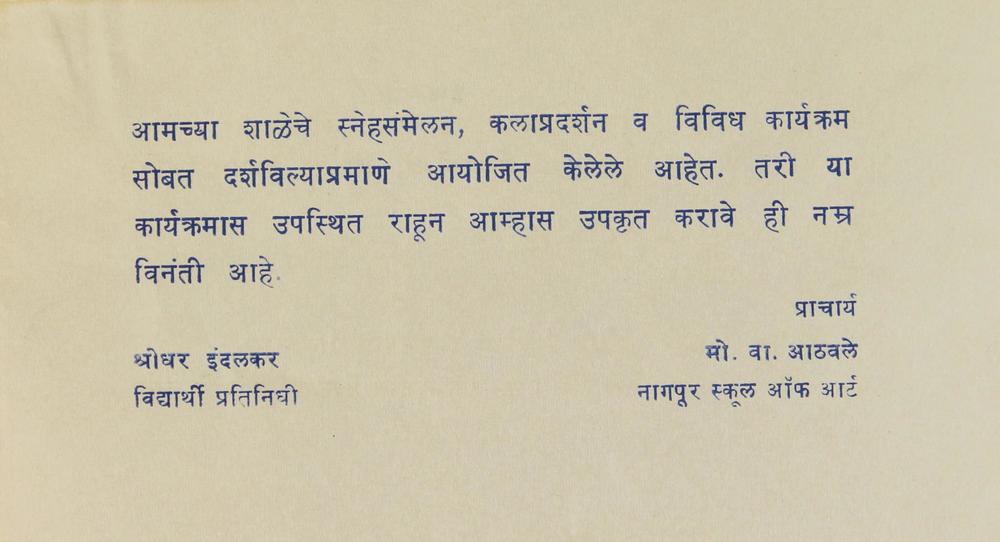 आमच्या शाळेचे स्नेहसंमेलन, कलाप्रदर्शन व विविध कार्यक्रम
सोबत दर्शविल्याप्रमाणे आयोजित केलेले आहेत. तरी या
कार्यक्रमास उपस्थित राहून आम्हास उपकृत करावे ही नम्र
विनंती आहे.
प्राचार्य
श्रीधर इंदलकर
मो. वा. आठवले
विद्यार्थी प्रतिनिधी
नागपूर स्कूल ऑफ आर्ट